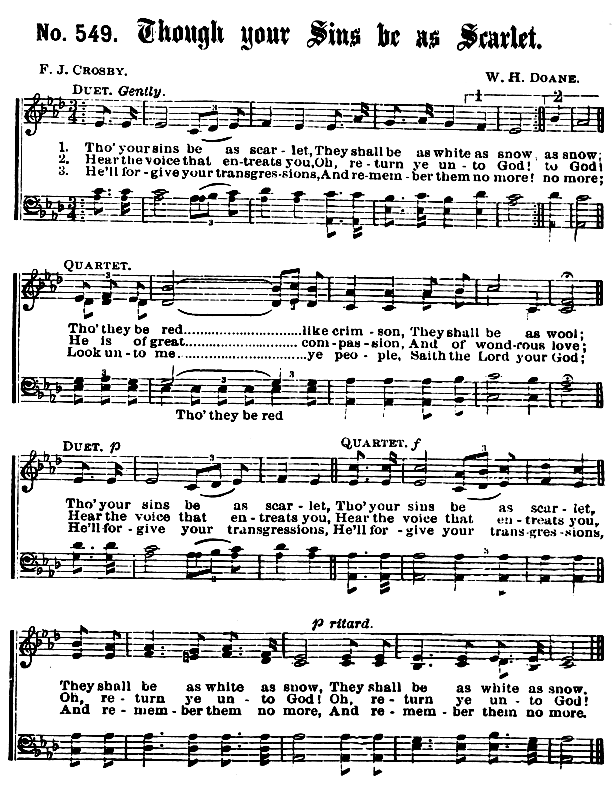 No. 549. Though your Sins be as Scarlet.
F. J. CROSBY.
W. H. DOANE.
DUET. Gently.
1
2
1. Tho' your sins be as scar - let, They shall be as white as snow, as snow;
2. Hear the voice that en-treats you, Oh, re - turn ye un - to God! to God!
3. He'll for - give your transgres-sions, And re-mem - ber them no more! no more;
3
QUARTET.
3
Tho' they be red..............................like crim - son, They shall be as wool;
He is of great.............................. com-pas - sion, And of wond-rous love;
Look un - to me.............................. ye peo - ple, Saith the Lord your God;
3
Tho' they be red
DUET. p
QUARTET. f
3
Tho' your sins be as scar - let, Tho' your sins be as scar - let,
Hear the voice that en - treats you, Hear the voice that en - treats you,
He'll for - give your transgressions, He'll for - give your trans-gres - sions,
p ritard.
They shall be as white as snow, They shall be as white as snow.
Oh, re - turn ye un - to God! Oh, re - turn ye un - to God!
And re - mem - ber them no more, And re - mem - ber them no more.